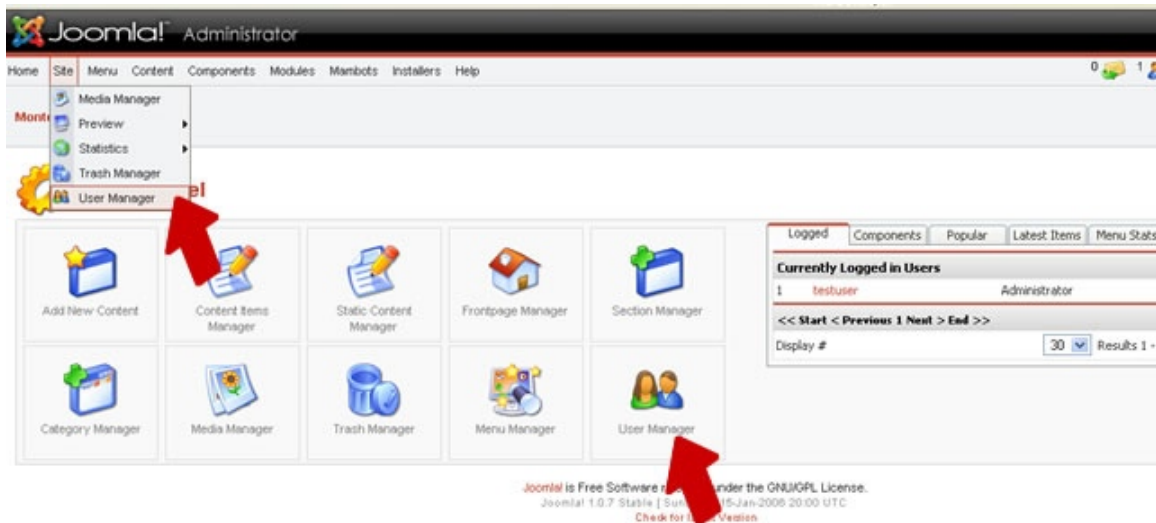 Joomla! Administrator
Home Site Menu Content Components Modules Mambots Installers Help
0 1
Media Manager
Preview
Statistics
Trash Manager
User Manager
Add New Content
Content Items Manager
Static Content Manager
Frontpage Manager
Section Manager
Category Manager
Media Manager
Trash Manager
Menu Manager
User Manager
Logged Components Popular Latest Items Menu Stats
Currently Logged in Users
1 testuser Administrator
<< Start < Previous 1 Next > End >>
Display # 30 Results 1 -
Joomla! is Free Software under the GNU/GPL License.
Joomla! 1.0.7 Stable [ 15-Jan-2006 20:00 UTC
Check for Version